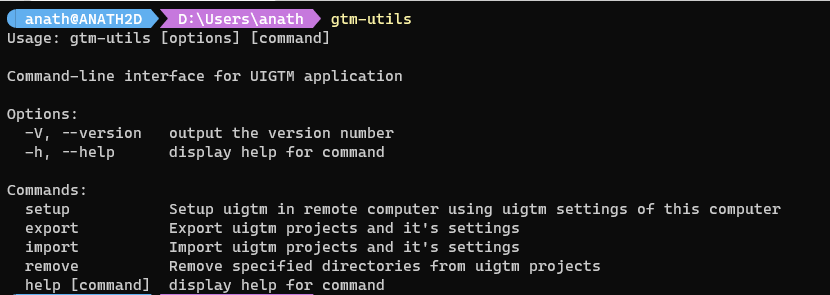 anath@ANATH2D D:\Users\anath gtm-utils
Usage: gtm-utils [options] [command]
Command-line interface for UIGTM application
Options:
-V, --version output the version number
-h, --help display help for command
Commands:
setup Setup uigtm in remote computer using uigtm settings of this computer
export Export uigtm projects and it's settings
import Import uigtm projects and it's settings
remove Remove specified directories from uigtm projects
help [command] display help for command